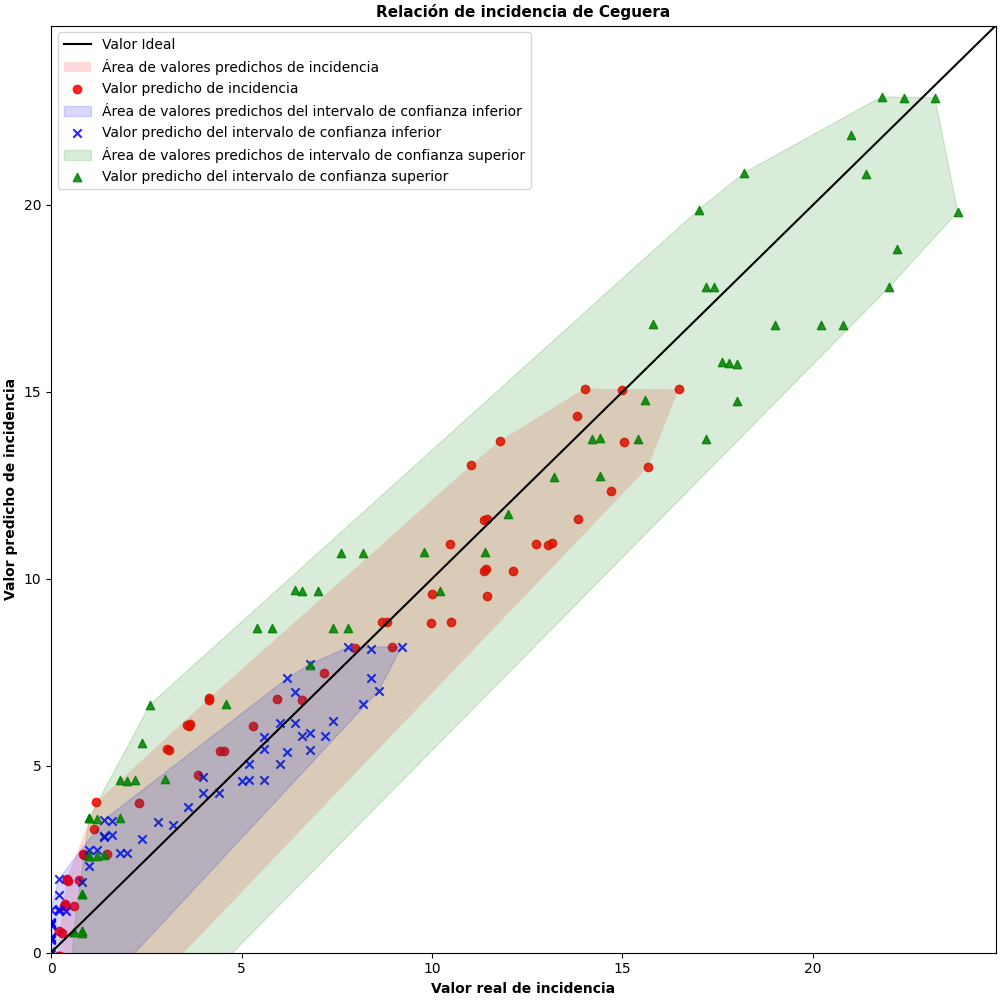 Relación de incidencia de Ceguera
Valor Ideal
Área de valores predichos de incidencia
Valor predicho de incidencia
Área de valores predichos del intervalo de confianza inferior
Valor predicho del intervalo de confianza inferior
Área de valores predichos de intervalo de confianza superior
Valor predicho del intervalo de confianza superior
Valor predicho de incidencia
20
15
10
5
0
0 5 10 15 20
Valor real de incidencia